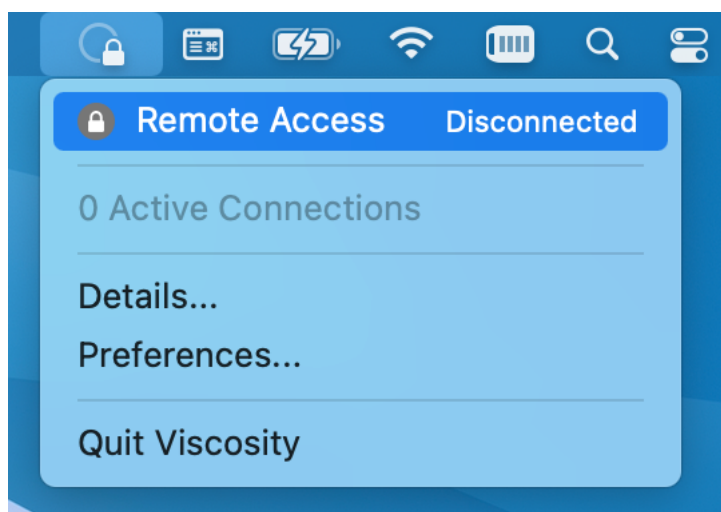 Remote Access Disconnected
0 Active Connections
Details...
Preferences...
Quit Viscosity